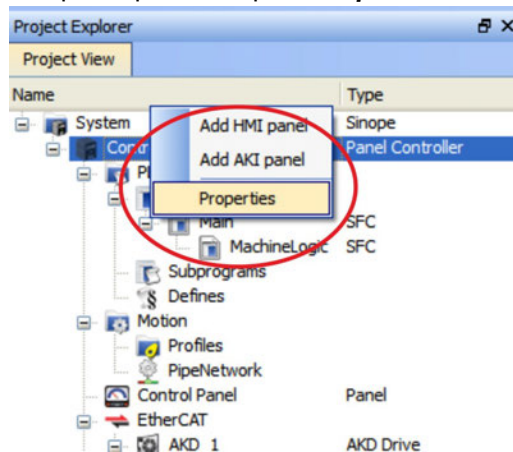 Project Explorer
Project View
Name Type
System Sinope
Add HMI panel
Contr Panel Controller
Add AKI panel
Properties
Main SFC
MachineLogic SFC
Subprograms
Defines
Motion
Profiles
PipeNetwork
Control Panel Panel
EtherCAT
AKD_1 AKD Drive